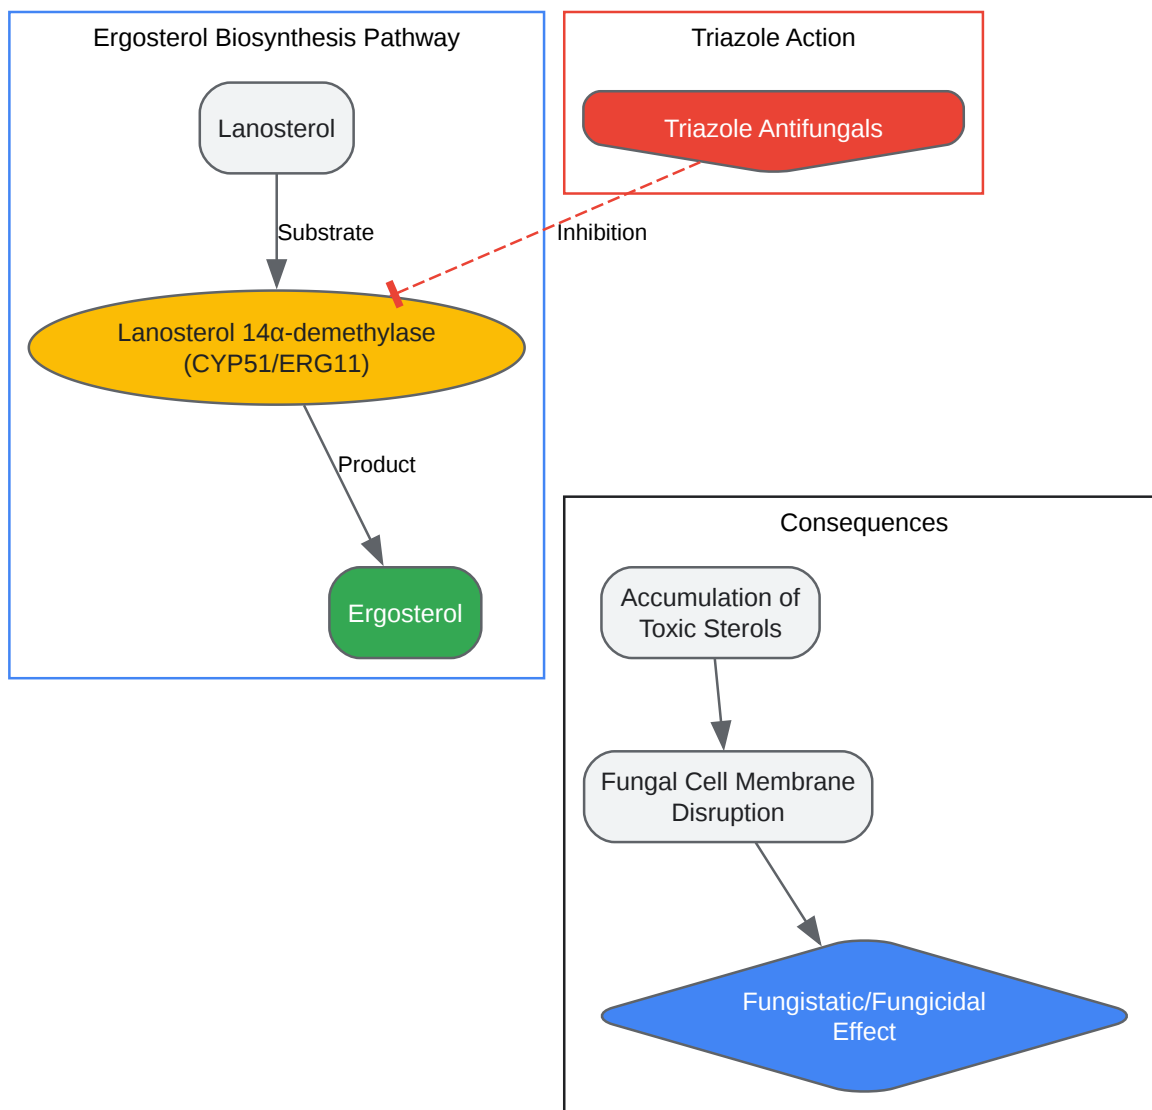 Ergosterol Biosynthesis Pathway
Lanosterol
Substrate
Lanosterol 14α-demethylase
(CYP51/ERG11)
Product
Ergosterol
Triazole Action
Triazole Antifungals
Inhibition
Consequences
Accumulation of
Toxic Sterols
Fungal Cell Membrane
Disruption
Fungistatic/Fungicidal
Effect